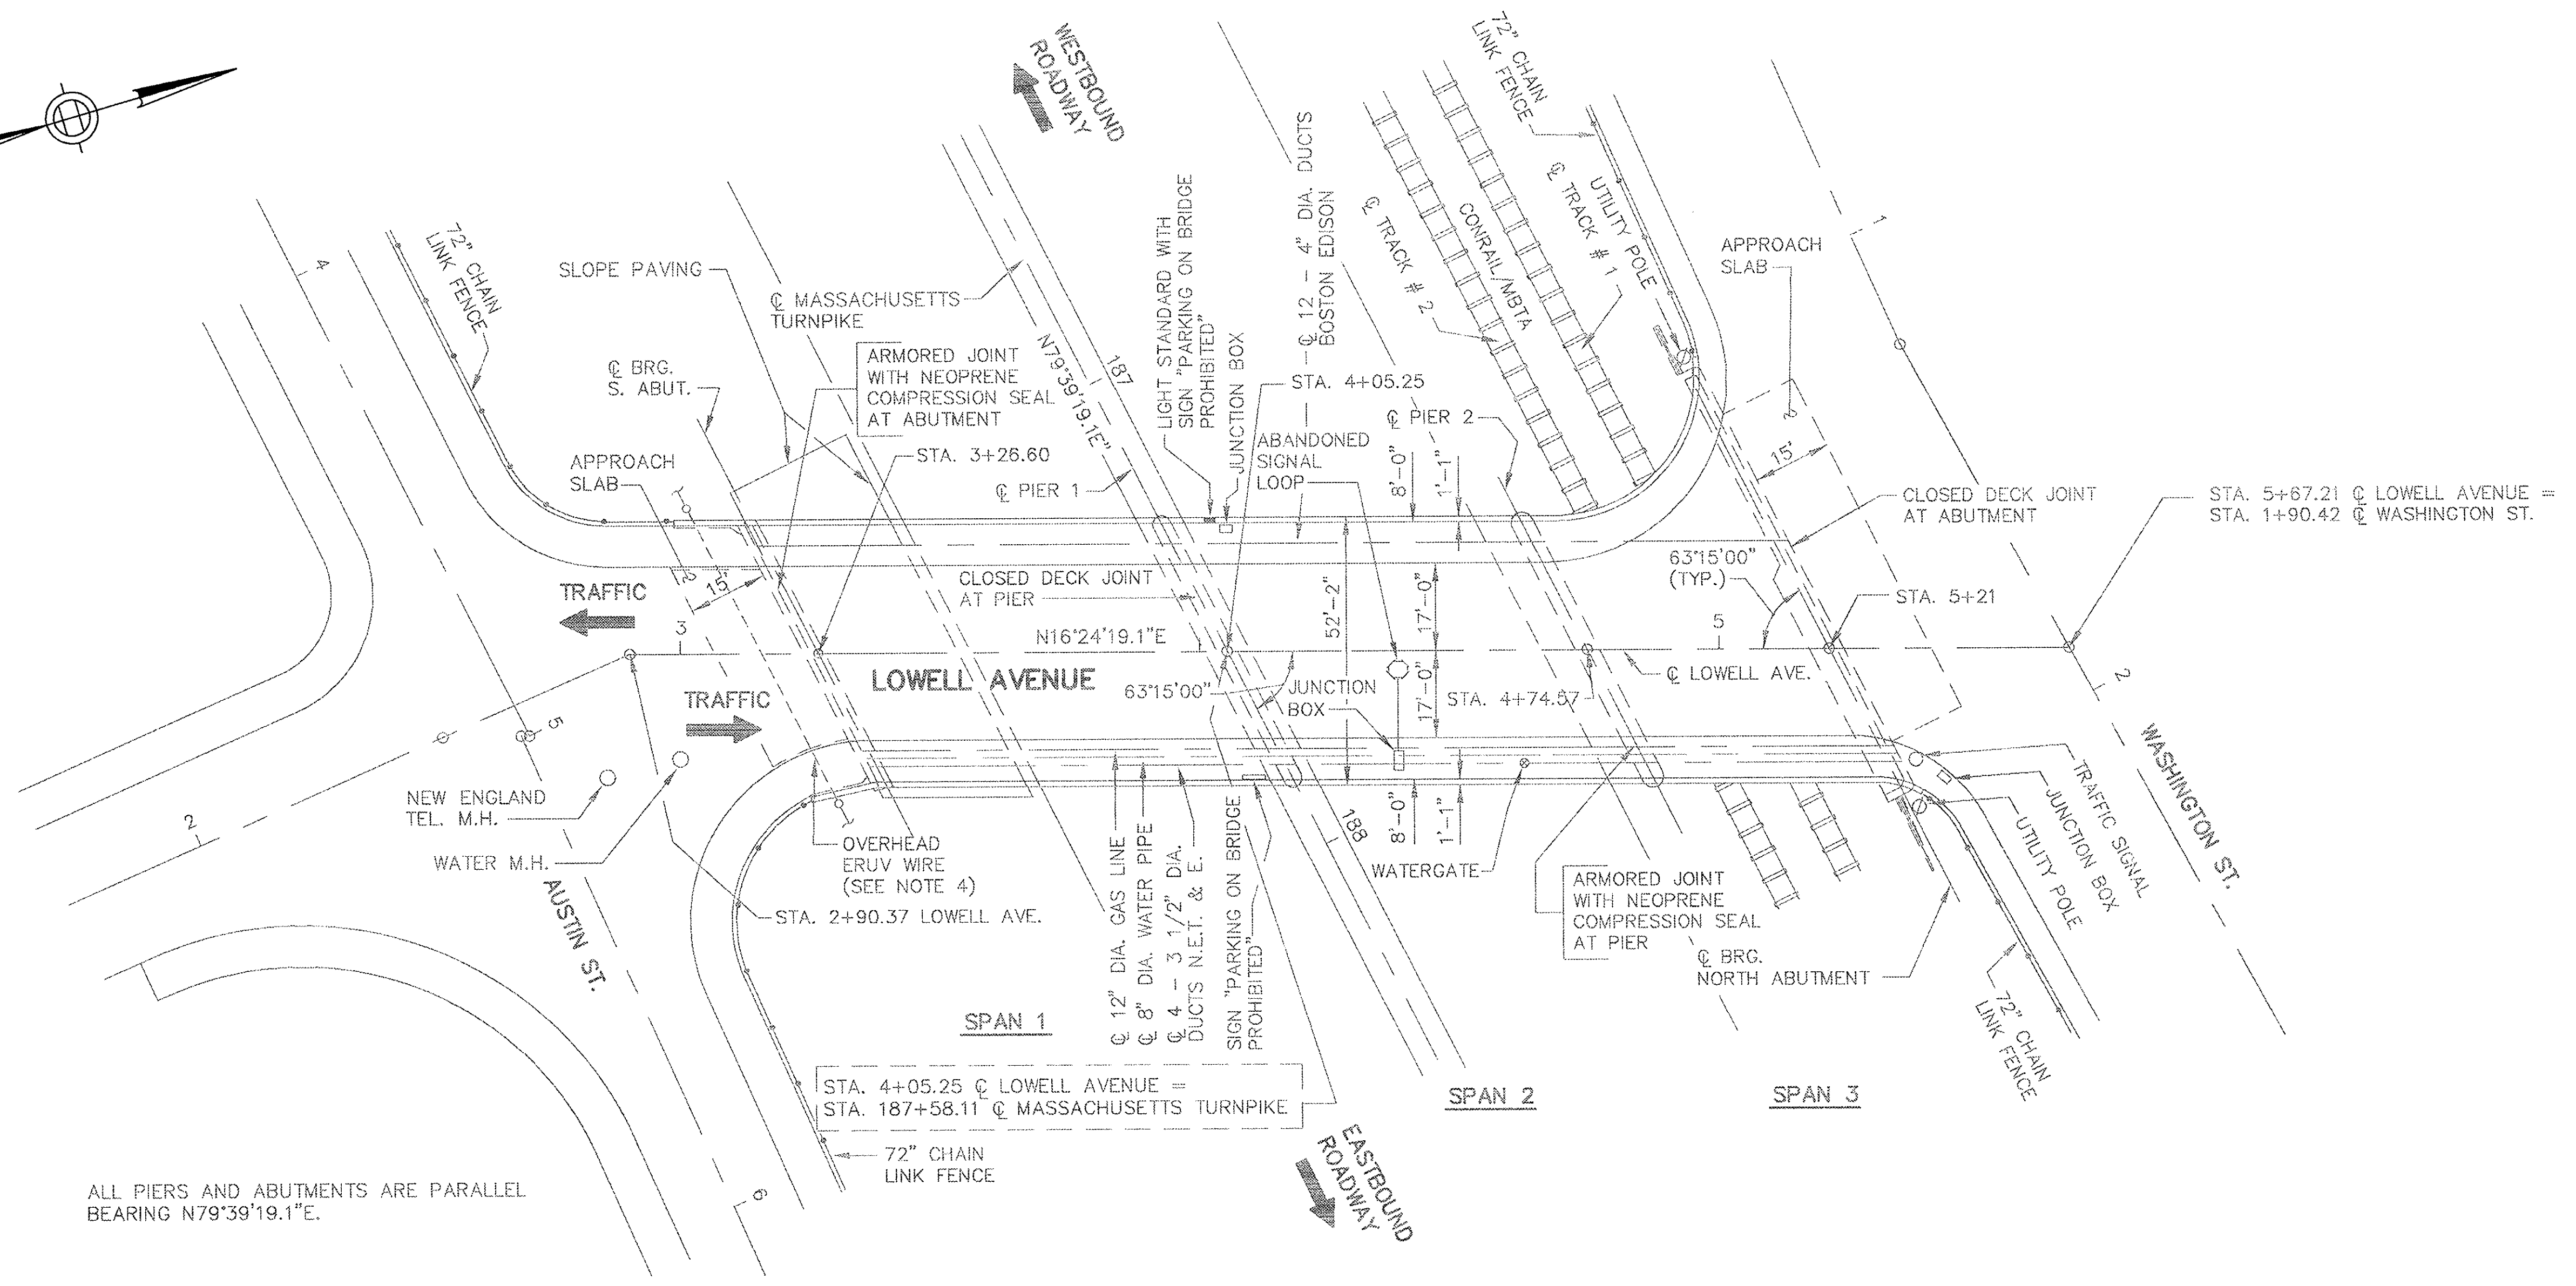 WESTBOUND
ROADWAY
72" CHAIN
LINK FENCE
℄ TRACK # 1
UTILITY POLE
CONRAIL/MBTA
℄ TRACK # 2
1
APPROACH
SLAB
4
72" CHAIN
LINK FENCE
SLOPE PAVING
℄ MASSACHUSETTS
TURNPIKE
N79°39'19.1E"
187
LIGHT STANDARD WITH
SIGN "PARKING ON BRIDGE
PROHIBITED"
JUNCTION BOX
℄ 12 - 4" DIA. DUCTS
BOSTON EDISON
℄ BRG.
S. ABUT.
ARMORED JOINT
WITH NEOPRENE
COMPRESSION SEAL
AT ABUTMENT
STA. 4+05.25
℄ PIER 2
ABANDONED
SIGNAL
LOOP
8'-0"
1'-1"
15'
APPROACH
SLAB
STA. 3+26.60
℄ PIER 1
CLOSED DECK JOINT
AT ABUTMENT
STA. 5+67.21 ℄ LOWELL AVENUE =
STA. 1+90.42 ℄ WASHINGTON ST.
TRAFFIC
15'
CLOSED DECK JOINT
AT PIER
52'-2"
17'-0"
63°15'00"
(TYP.)
STA. 5+21
3
N16°24'19.1"E
5
LOWELL AVENUE
℄ LOWELL AVE.
TRAFFIC
63°15'00"
JUNCTION
BOX
17'-0"
STA. 4+74.57
2
5
WASHINGTON ST.
NEW ENGLAND
TEL. M.H.
2
WATER M.H.
OVERHEAD
ERUV WIRE
(SEE NOTE 4)
STA. 2+90.37 LOWELL AVE.
℄ 12" DIA. GAS LINE
℄ 8" DIA. WATER PIPE
℄ 4 - 3 1/2" DIA.
DUCTS N.E.T. & E.
SIGN "PARKING ON BRIDGE
PROHIBITED"
188
8'-0"
1'-1"
WATERGATE
ARMORED JOINT
WITH NEOPRENE
COMPRESSION SEAL
AT PIER
℄ BRG.
NORTH ABUTMENT
TRAFFIC SIGNAL
JUNCTION BOX
UTILITY POLE
72" CHAIN
LINK FENCE
AUSTIN ST.
SPAN 1
SPAN 2
SPAN 3
STA. 4+05.25 ℄ LOWELL AVENUE =
STA. 187+58.11 ℄ MASSACHUSETTS TURNPIKE
72" CHAIN
LINK FENCE
EASTBOUND
ROADWAY
6
ALL PIERS AND ABUTMENTS ARE PARALLEL
BEARING N79°39'19.1"E.